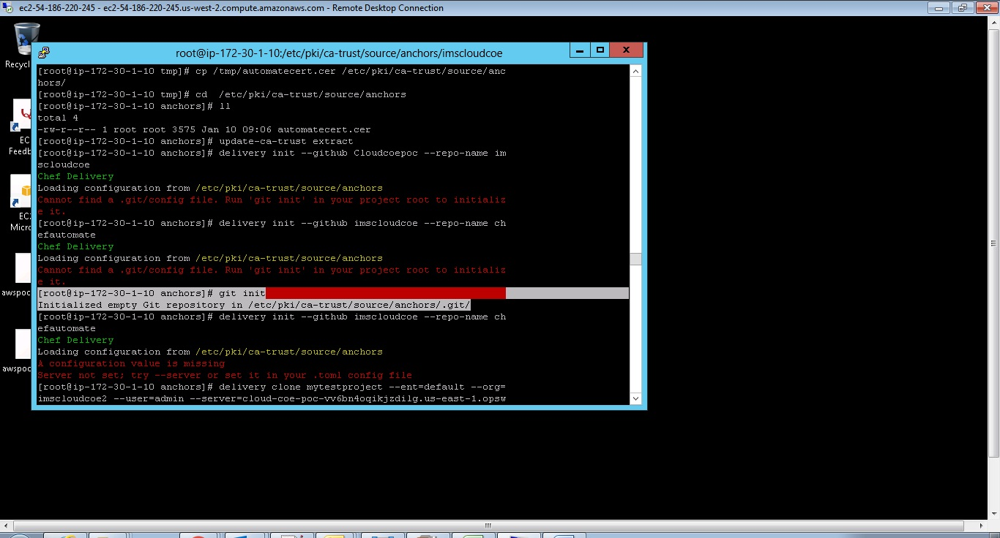 ec2-54-186-220-245 - ec2-54-186-220-245.us-west-2.compute.amazonaws.com - Remote Desktop Connection
Recycl
EC
Feedb
EC
Micro
awspoc
awspoc
root@ip-172-30-1-10:/etc/pki/ca-trust/source/anchors/imscloudcoe
[root@ip-172-30-1-10 tmp]# cp /tmp/automatecert.cer /etc/pki/ca-trust/source/anc
hors/
[root@ip-172-30-1-10 tmp]# cd  /etc/pki/ca-trust/source/anchors
[root@ip-172-30-1-10 anchors]# ll
total 4
-rw-r--r-- 1 root root 3575 Jan 10 09:06 automatecert.cer
[root@ip-172-30-1-10 anchors]# update-ca-trust extract
[root@ip-172-30-1-10 anchors]# delivery init --github Cloudcoepoc --repo-name im
scloudcoe
Chef Delivery
Loading configuration from /etc/pki/ca-trust/source/anchors
Cannot find a .git/config file. Run 'git init' in your project root to initializ
e it.
[root@ip-172-30-1-10 anchors]# delivery init --github imscloudcoe --repo-name ch
efautomate
Chef Delivery
Loading configuration from /etc/pki/ca-trust/source/anchors
Cannot find a .git/config file. Run 'git init' in your project root to initializ
e it.
[root@ip-172-30-1-10 anchors]# git init
Initialized empty Git repository in /etc/pki/ca-trust/source/anchors/.git/
[root@ip-172-30-1-10 anchors]# delivery init --github imscloudcoe --repo-name ch
efautomate
Chef Delivery
Loading configuration from /etc/pki/ca-trust/source/anchors
A configuration value is missing
Server not set; try --server or set it in your .toml config file
[root@ip-172-30-1-10 anchors]# delivery clone mytestproject --ent=default --org=
imscloudcoe2 --user=admin --server=cloud-coe-poc-vv6bn4oqikjzdilg.us-east-1.opsw